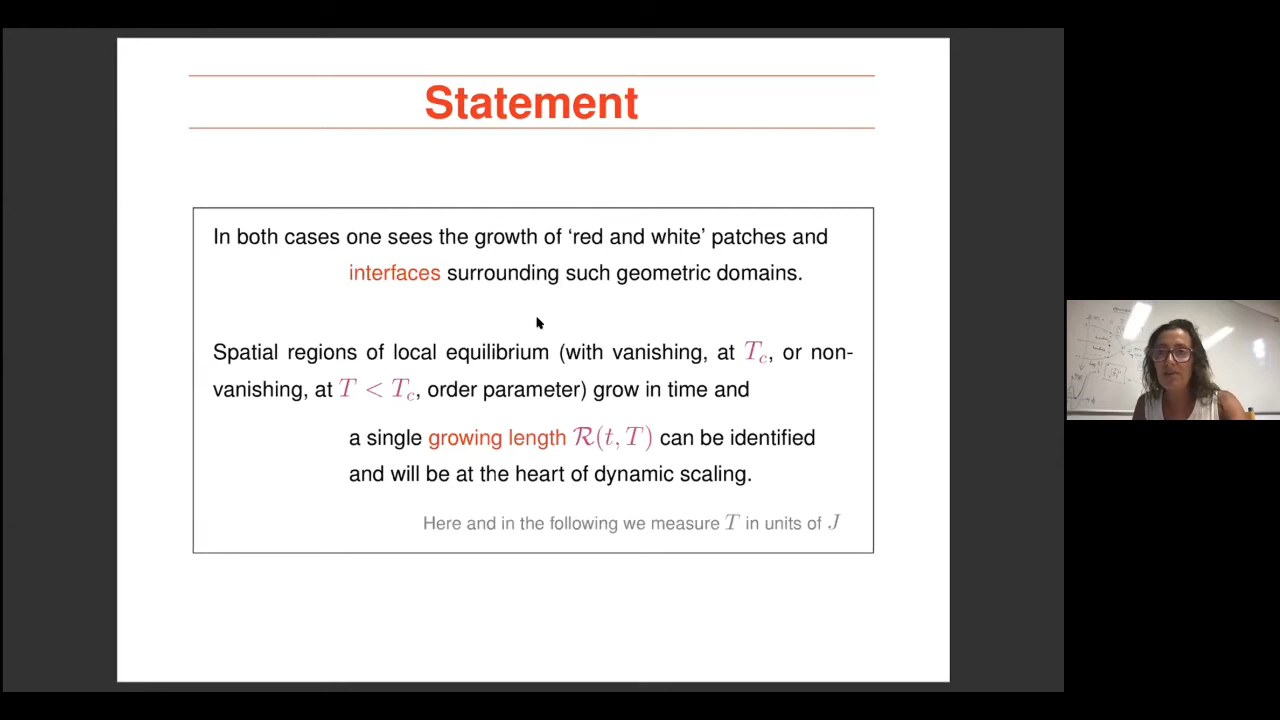 Statement
In both cases one sees the growth of ‘red and white’ patches and
interfaces surrounding such geometric domains.
Spatial regions of local equilibrium (with vanishing, at T_c, or non-
vanishing, at T < T_c, order parameter) grow in time and
a single growing length R(t, T) can be identified
and will be at the heart of dynamic scaling.
Here and in the following we measure T in units of J